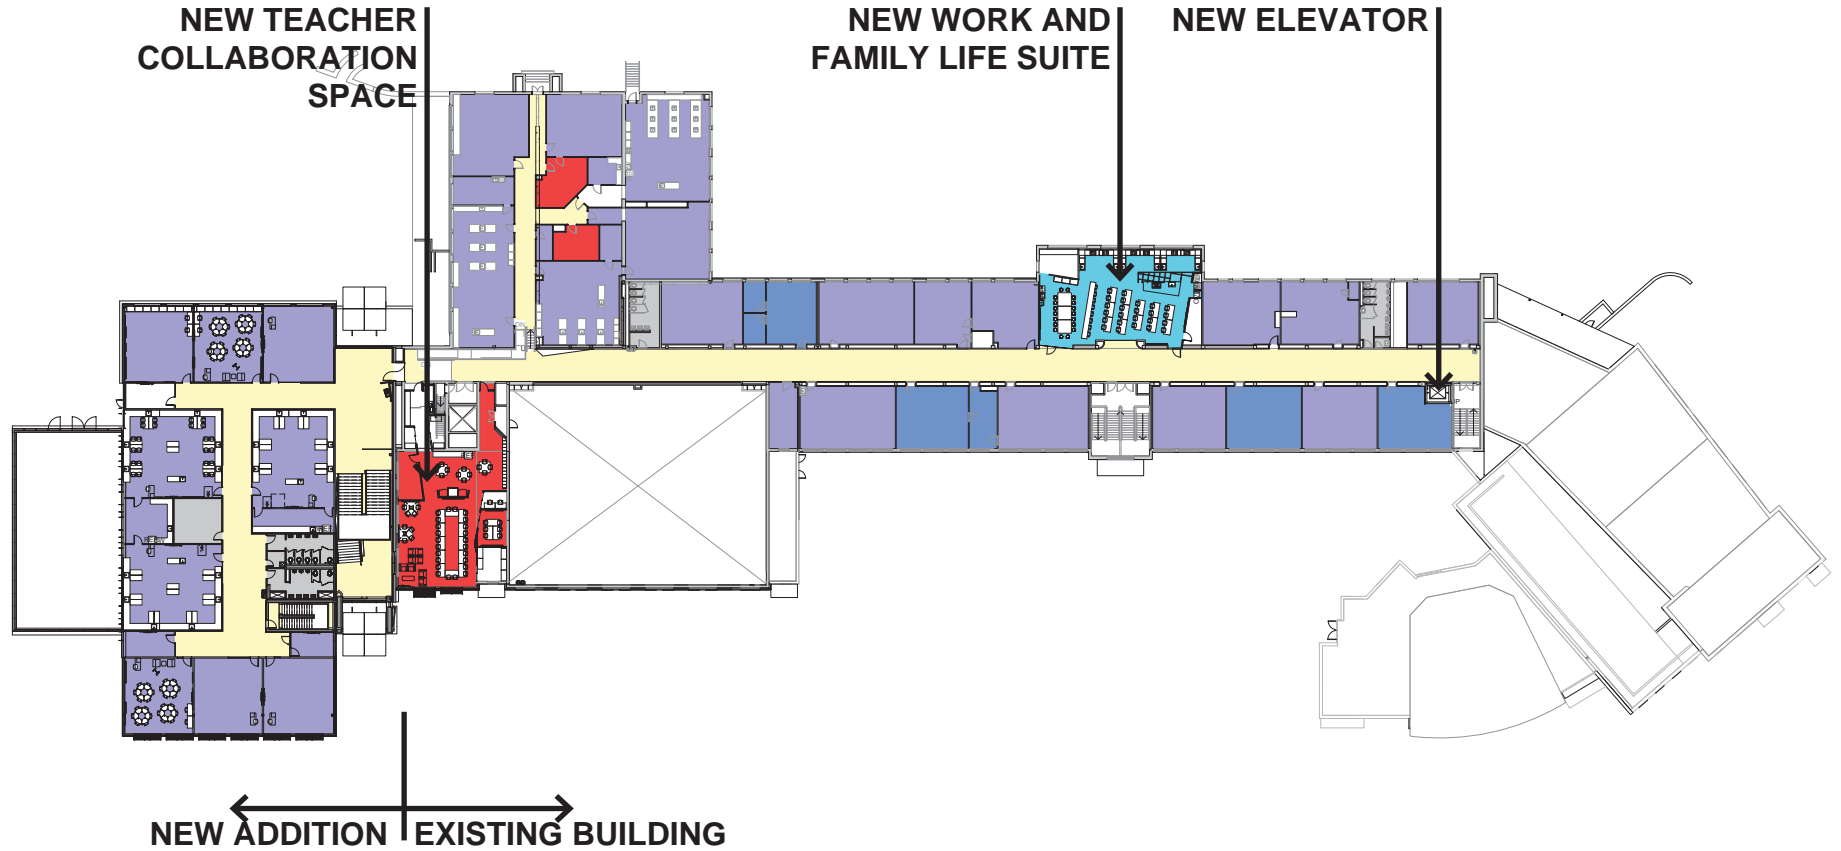 NEW TEACHER
COLLABORATION
SPACE
NEW WORK AND
FAMILY LIFE SUITE
NEW ELEVATOR
NEW ADDITION
EXISTING BUILDING